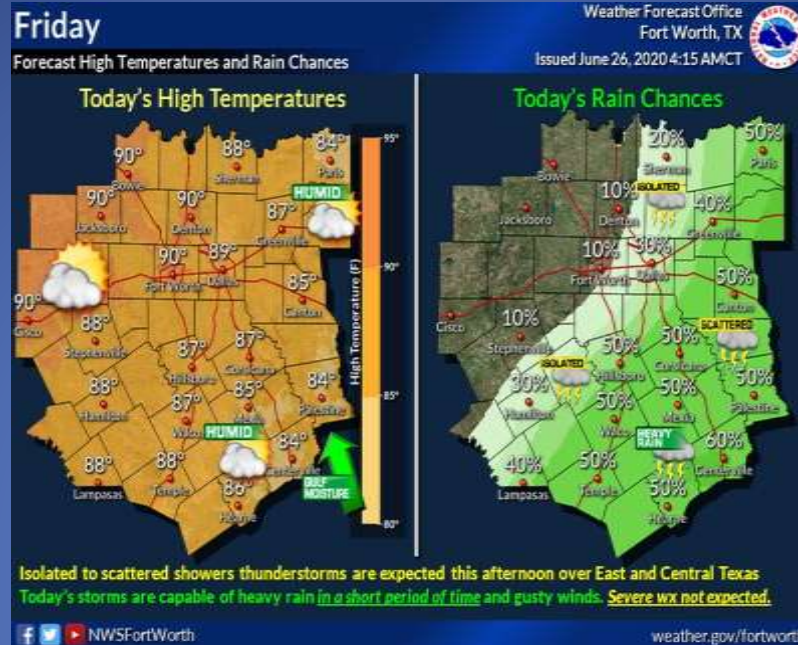 Friday
Forecast High Temperatures and Rain Chances
Weather Forecast Office
Fort Worth, TX
Issued June 26, 2020 4:15 AM CT
Today's High Temperatures
90°
Bowie
88°
Sherman
84°
Paris
HUMID
90°
Jacksboro
90°
Denton
87°
Greenville
90°
Fort Worth
89°
Dallas
85°
Canton
90°
Cisco
88°
Stephenville
87°
Hillsboro
87°
Corsicana
88°
Hamilton
87°
Waco
85°
Mexia
84°
Palestine
HUMID
84°
Centerville
88°
Lampasas
88°
Temple
86°
Hearne
GULF
MOISTURE
95°
90°
85°
80°
High Temperature (F)
Today's Rain Chances
Bowie
20%
Sherman
50%
Paris
ISOLATED
Jacksboro
10%
Denton
40%
Greenville
10%
Fort Worth
30%
Dallas
50%
Canton
Cisco
10%
Stephenville
SCATTERED
ISOLATED
50%
Hillsboro
50%
Corsicana
30%
Hamilton
50%
Waco
50%
Mexia
50%
Palestine
HEAVY
RAIN
60%
Centerville
40%
Lampasas
50%
Temple
50%
Hearne
Isolated to scattered showers thunderstorms are expected this afternoon over East and Central Texas
Today's storms are capable of heavy rain in a short period of time and gusty winds. Severe wx not expected.
NWSFortWorth
weather.gov/fortworth